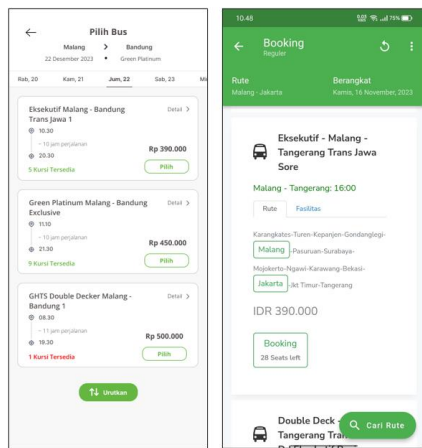 Pilih Bus
Malang > Bandung
22 Desember 2023 • Green Platinum
Rab, 20 Kam, 21 Jum, 22 Sab, 23
Eksekutif Malang - Bandung Detail >
Trans Jawa 1
10.30
~ 10 jam perjalanan
20.30 Rp 390.000
5 Kursi Tersedia Pilih
Green Platinum Malang - Bandung Detail >
Exclusive
11.10
~ 10 jam perjalanan
21.30 Rp 450.000
9 Kursi Tersedia Pilih
GHTS Double Decker Malang - Detail >
Bandung 1
08.30
~ 11 jam perjalanan
Rp 500.000
1 Kursi Tersedia Pilih
Urutkan
10.48 75%
Booking
Reguler
Rute Berangkat
Malang - Jakarta Kamis, 16 November, 2023
Eksekutif - Malang -
Tangerang Trans Jawa
Sore
Malang - Tangerang: 16:00
Rute Fasilitas
Karangkates-Turen-Kepanjen-Gondanglegi-
Malang -Pasuruan-Surabaya-
Mojokerto-Ngawi-Karawang-Bekasi-
Jakarta -Jkt Timur-Tangerang
IDR 390.000
Booking
28 Seats left
Double Deck -
Tangerang Tran
Cari Rute